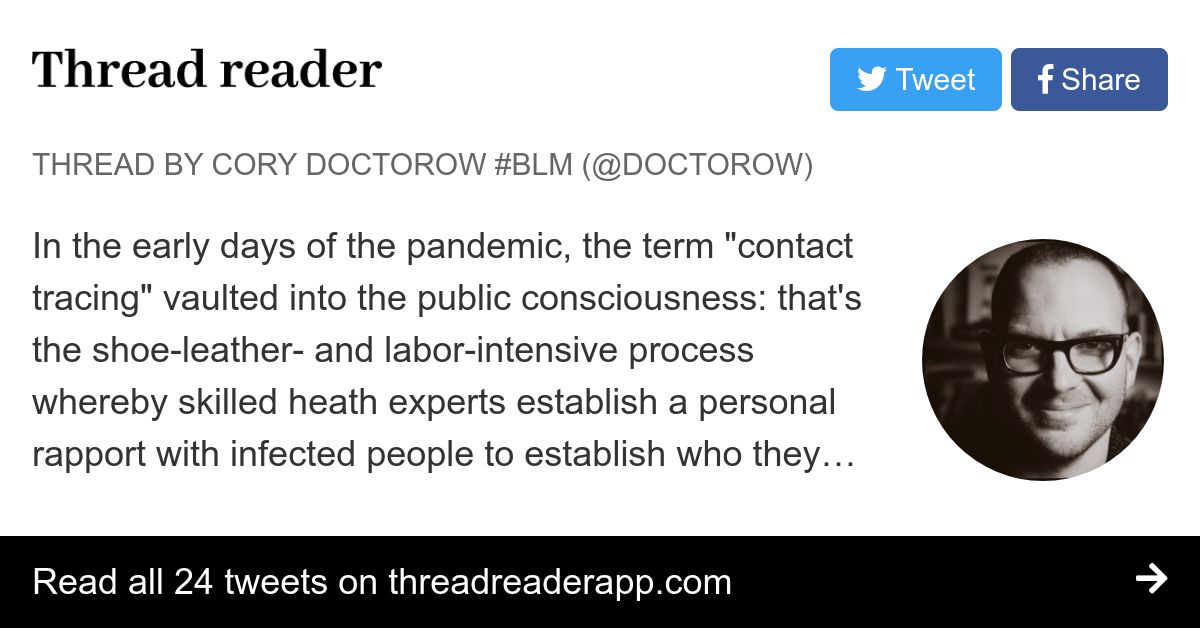 Thread reader
Tweet
Share
THREAD BY CORY DOCTOROW #BLM (@DOCTOROW)
In the early days of the pandemic, the term "contact
tracing" vaulted into the public consciousness: that's
the shoe-leather- and labor-intensive process
whereby skilled heath experts establish a personal
rapport with infected people to establish who they…
Read all 24 tweets on threadreaderapp.com